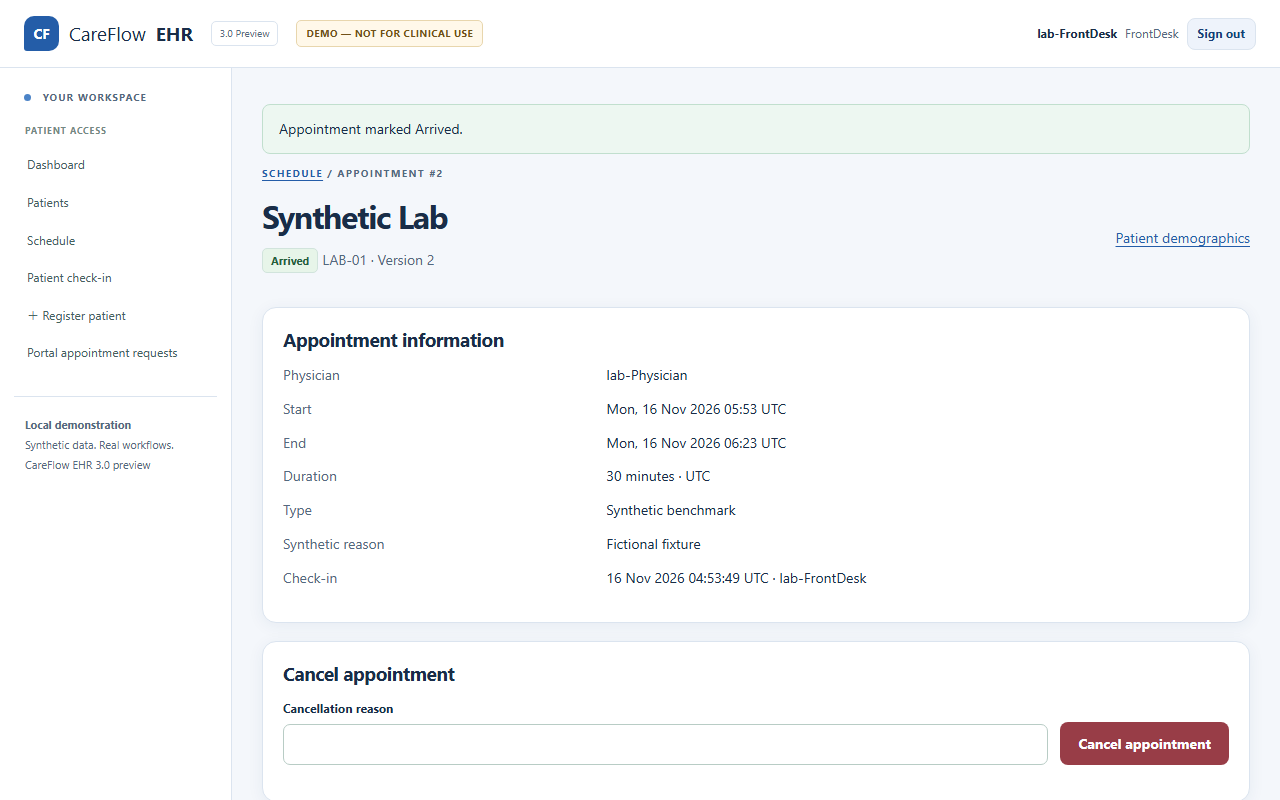 CF CareFlow EHR 3.0 Preview DEMO — NOT FOR CLINICAL USE lab-FrontDesk FrontDesk Sign out
YOUR WORKSPACE
PATIENT ACCESS
Dashboard
Patients
Schedule
Patient check-in
+ Register patient
Portal appointment requests
Local demonstration
Synthetic data. Real workflows.
CareFlow EHR 3.0 preview
Appointment marked Arrived.
SCHEDULE / APPOINTMENT #2
Synthetic Lab
Arrived LAB-01 · Version 2
Patient demographics
Appointment information
Physician lab-Physician
Start Mon, 16 Nov 2026 05:53 UTC
End Mon, 16 Nov 2026 06:23 UTC
Duration 30 minutes · UTC
Type Synthetic benchmark
Synthetic reason Fictional fixture
Check-in 16 Nov 2026 04:53:49 UTC · lab-FrontDesk
Cancel appointment
Cancellation reason
Cancel appointment